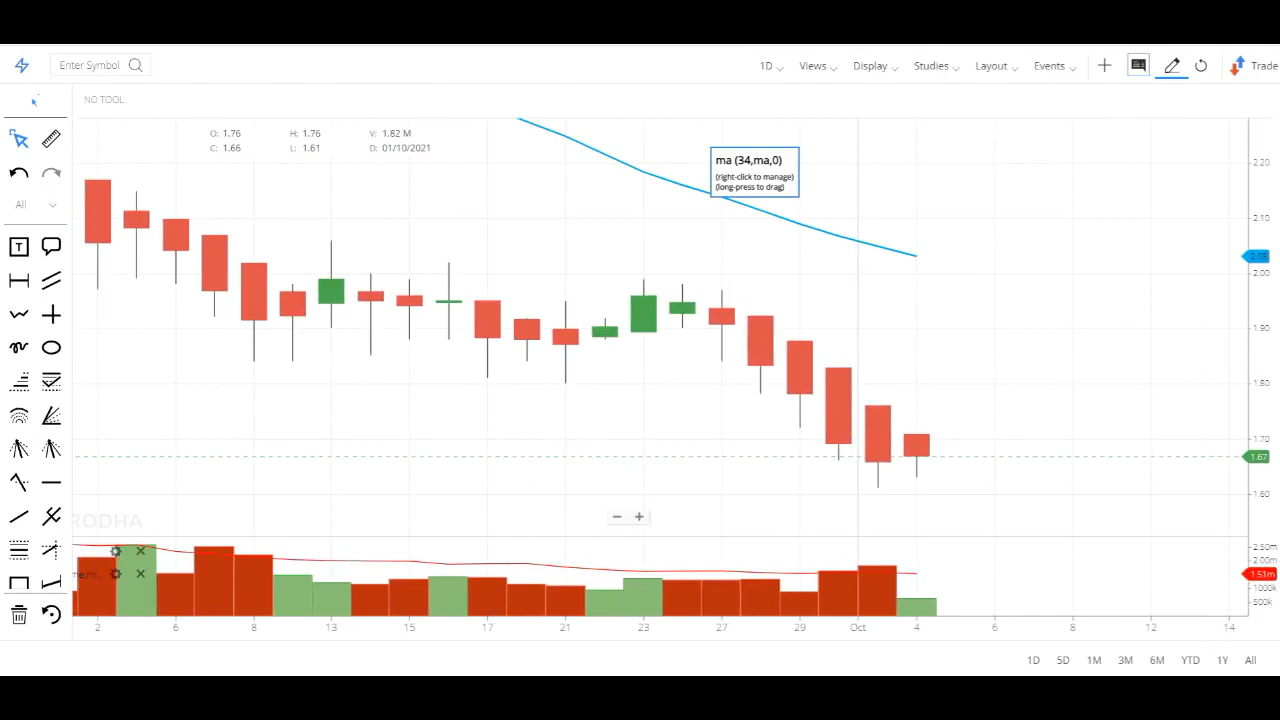 Enter Symbol
1D Views Display Studies Layout Events Trade
NO TOOL
O: 1.76 H: 1.76 V: 1.82 M
C: 1.66 L: 1.61 D: 01/10/2021
All
T
ma (34,ma,0)
(right-click to manage)
(long-press to drag)
2.20
2.10
2.03
2.00
1.90
1.80
1.70
1.67
1.60
RODHA
− +
2.50m
2.00m
1.51m
1000k
500k
2 6 8 13 15 17 21 23 27 29 Oct 4 6 8 12 14
1D 5D 1M 3M 6M YTD 1Y All